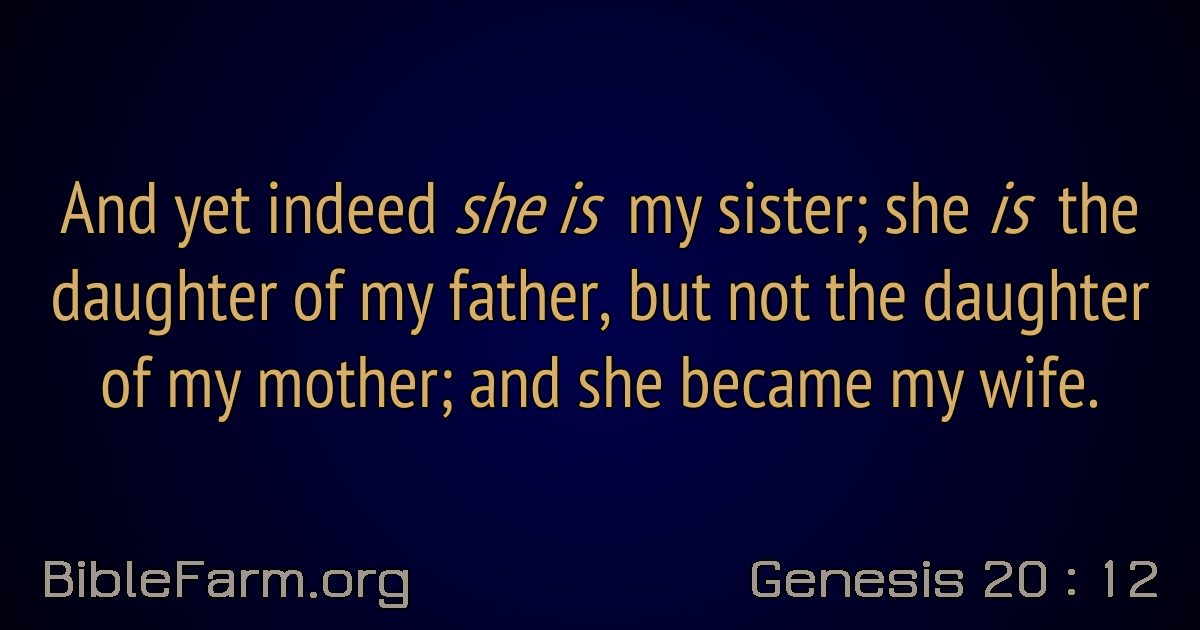 And yet indeed she is my sister; she is the
daughter of my father, but not the daughter
of my mother; and she became my wife.
BibleFarm.org
Genesis 20 : 12